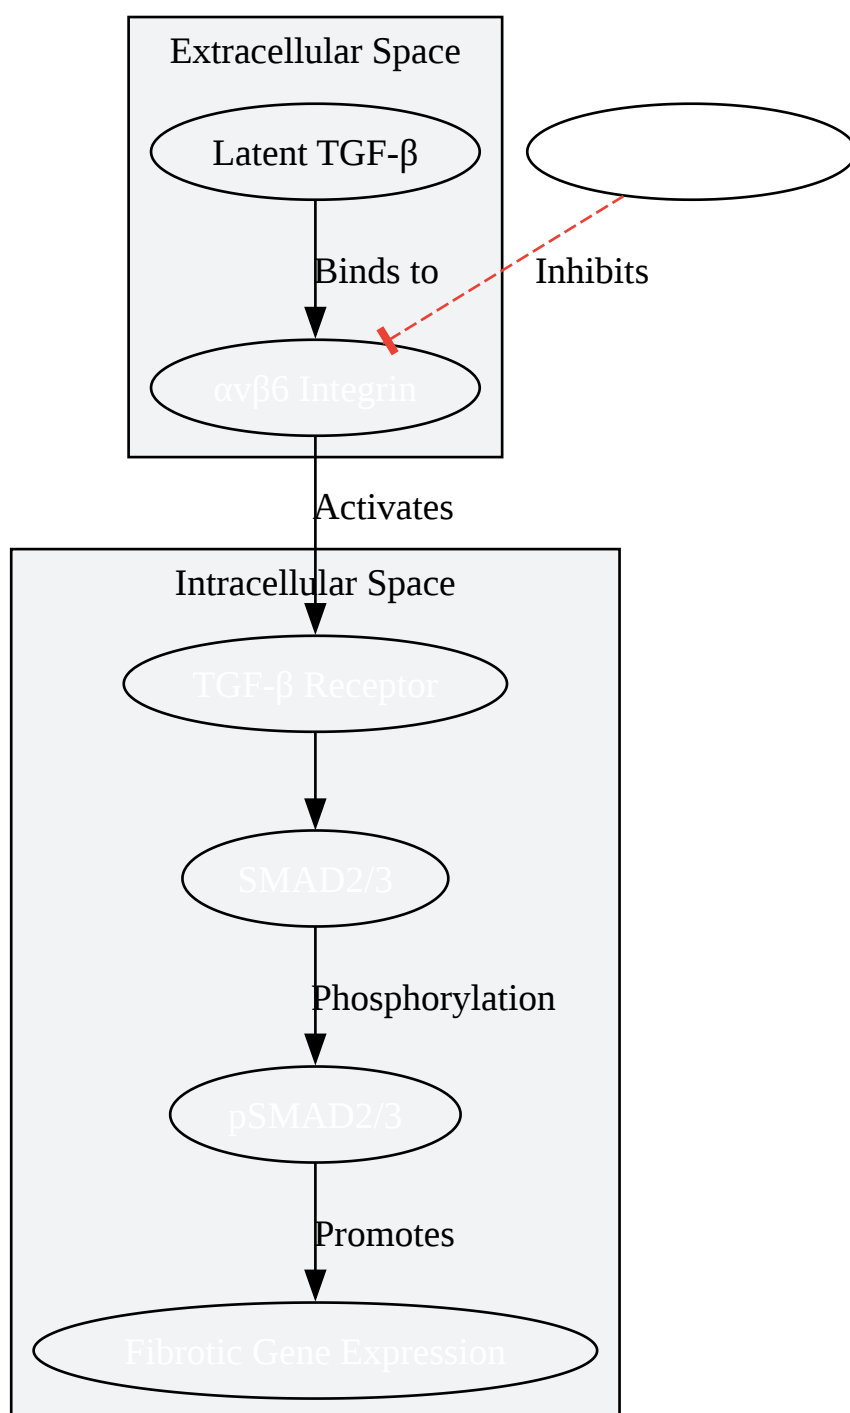 Extracellular Space
Latent TGF-β
Binds to
Inhibits
αvβ6 Integrin
Activates
Intracellular Space
TGF-β Receptor
SMAD2/3
Phosphorylation
pSMAD2/3
Promotes
Fibrotic Gene Expression